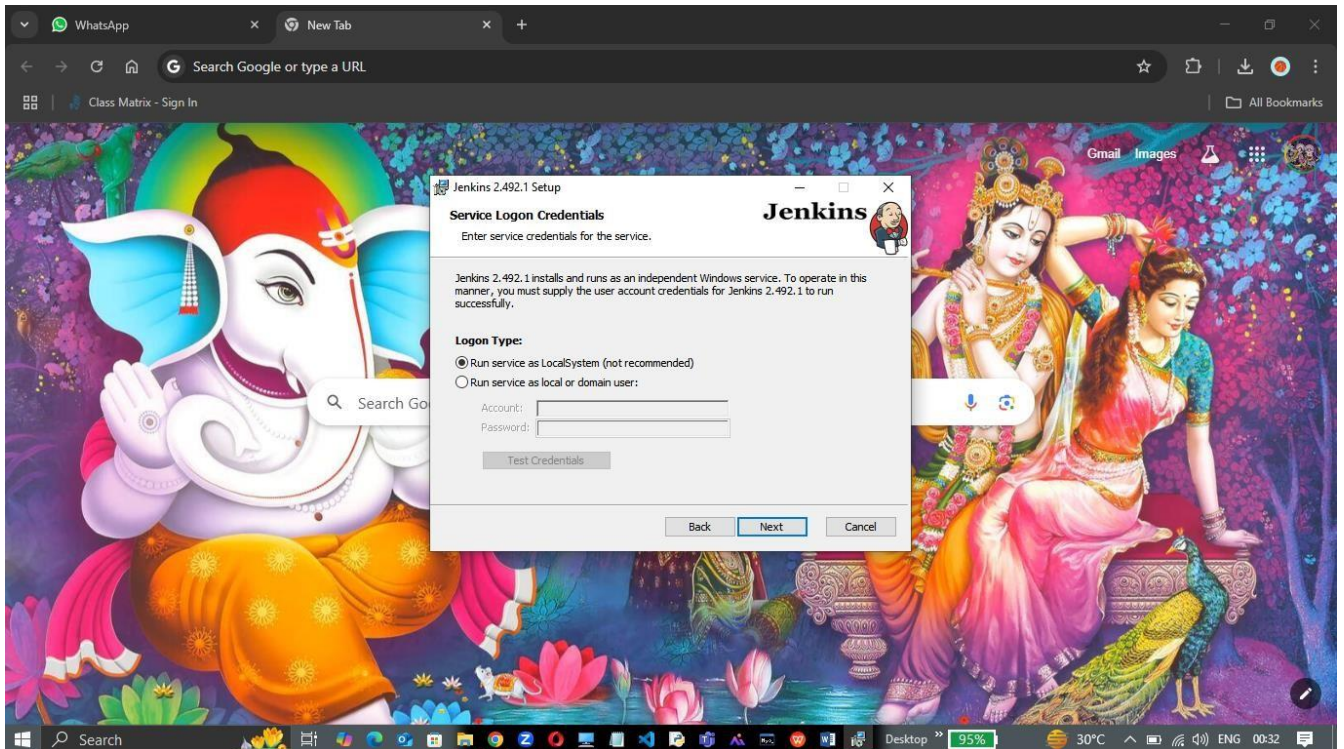 WhatsApp
New Tab
Search Google or type a URL
Class Matrix - Sign In
All Bookmarks
Gmail Images
Jenkins 2.492.1 Setup
Service Logon Credentials
Jenkins
Enter service credentials for the service.
Jenkins 2.492.1 installs and runs as an independent Windows service. To operate in this
manner, you must supply the user account credentials for Jenkins 2.492.1 to run
successfully.
Logon Type:
Run service as LocalSystem (not recommended)
Run service as local or domain user:
Search Go
Account:
Password:
Test Credentials
Back Next Cancel
Search
Desktop
95%
30°C
ENG 00:32